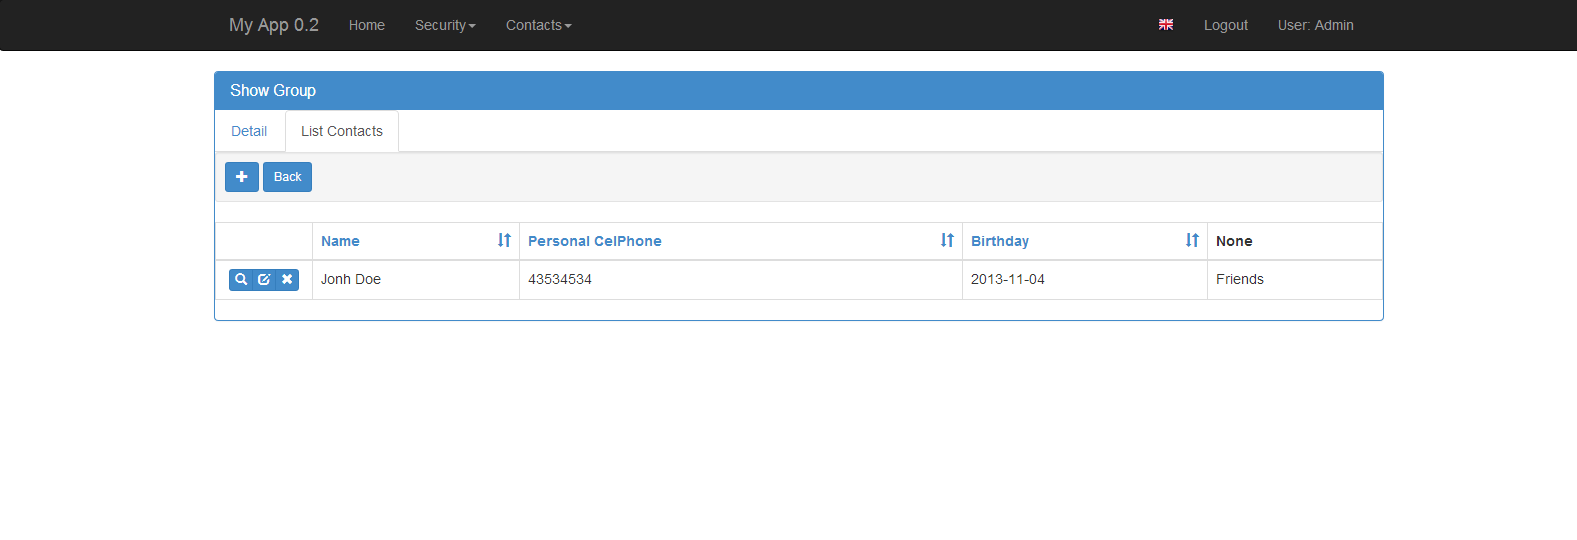 My App 0.2 Home Security Contacts Logout User: Admin
Show Group
Detail List Contacts
Back
Name Personal CelPhone Birthday None
Jonh Doe 43534534 2013-11-04 Friends